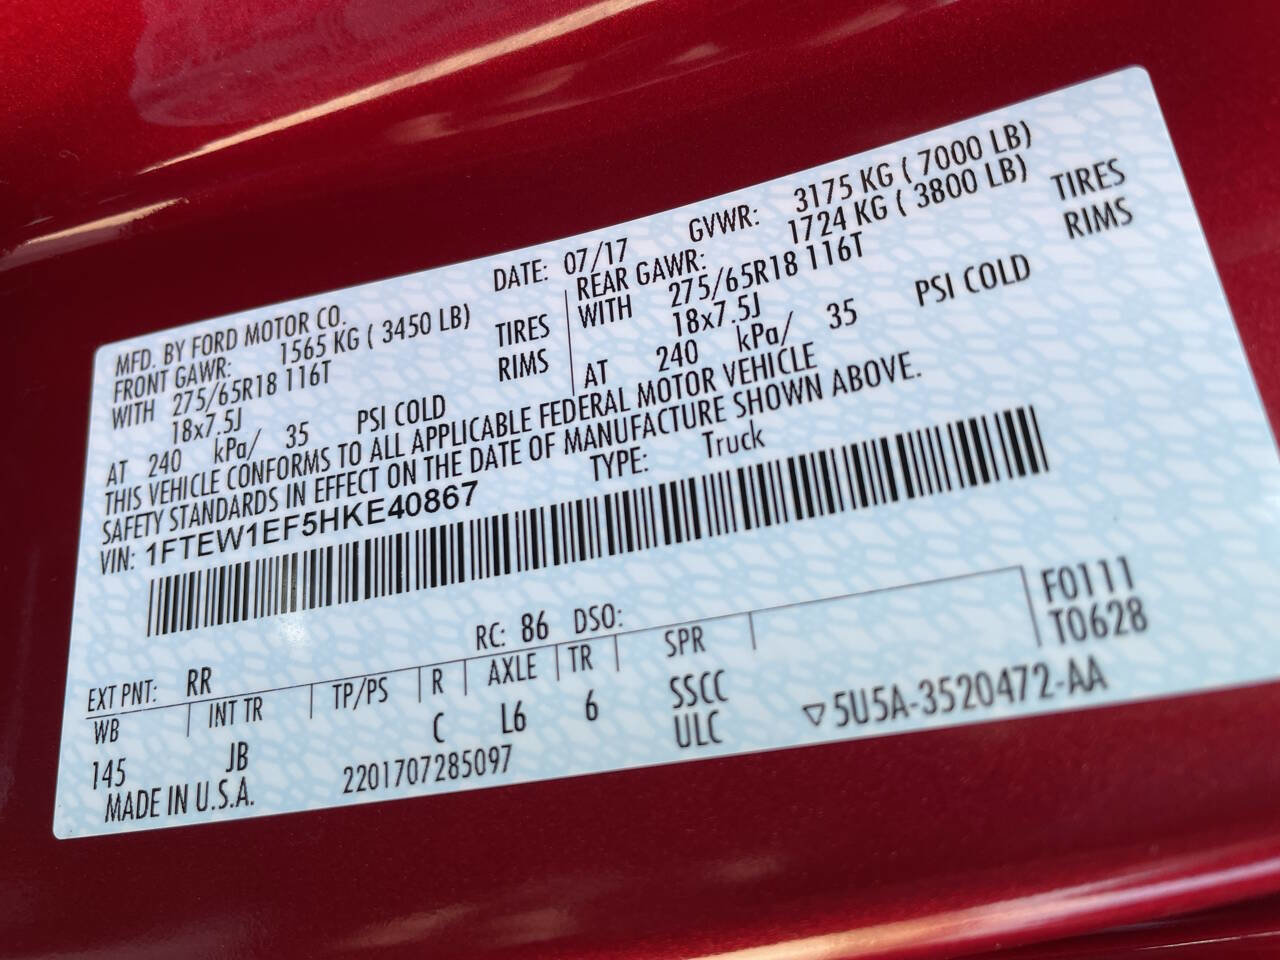 MFD. BY FORD MOTOR CO.
DATE: 07/17 GVWR: 3175 KG ( 7000 LB)
FRONT GAWR: 1565 KG ( 3450 LB) REAR GAWR: 1724 KG ( 3800 LB)
WITH 275/65R18 116T TIRES WITH 275/65R18 116T TIRES
18x7.5J RIMS 18x7.5J RIMS
AT 240 kPa/ 35 PSI COLD AT 240 kPa/ 35 PSI COLD
THIS VEHICLE CONFORMS TO ALL APPLICABLE FEDERAL MOTOR VEHICLE
SAFETY STANDARDS IN EFFECT ON THE DATE OF MANUFACTURE SHOWN ABOVE.
VIN: 1FTEW1EF5HKE40867 TYPE: Truck
F0111
T0628
EXT PNT: RR RC: 86 DSO:
WB INT TR TP/PS R AXLE TR SPR
145 JB C L6 6 SSCC
ULC
MADE IN U.S.A. 2201707285097 ▽5U5A-3520472-AA